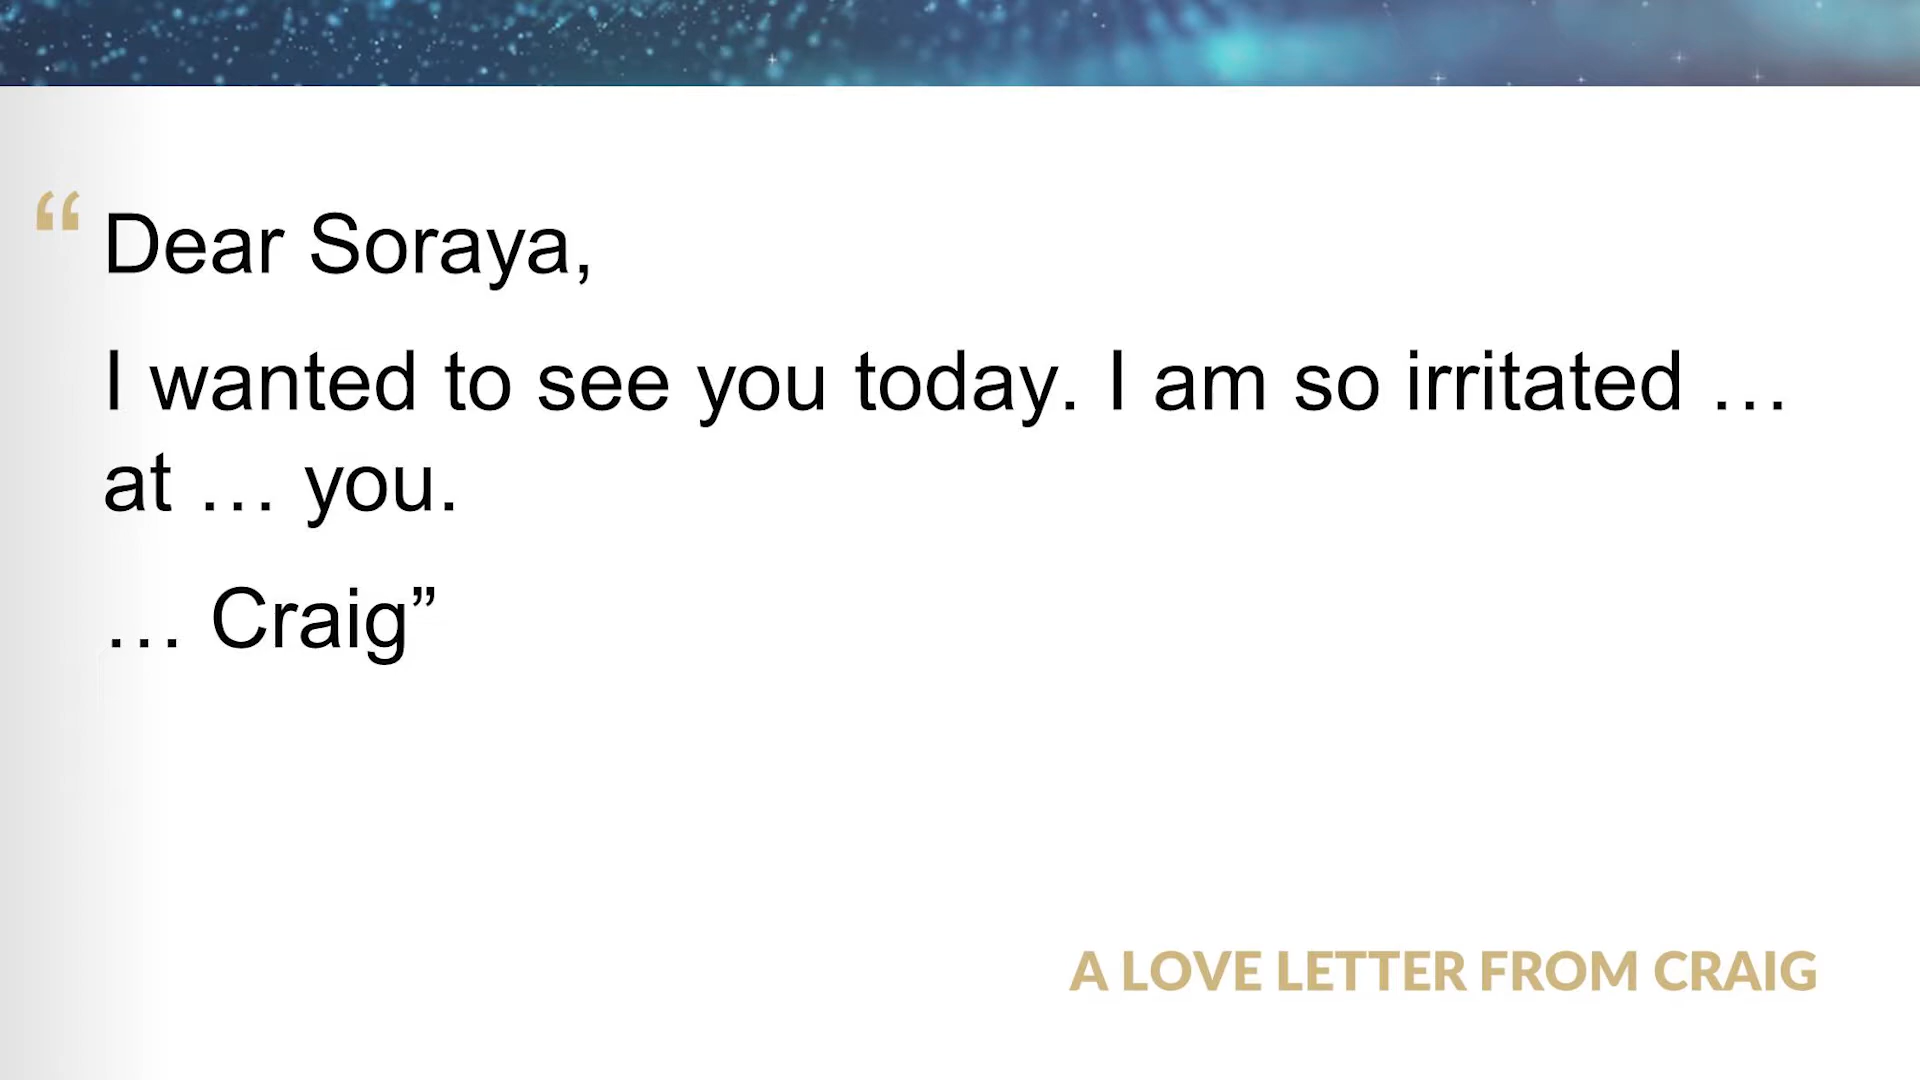 “Dear Soraya,
I wanted to see you today. I am so irritated …
at … you.
… Craig”
A LOVE LETTER FROM CRAIG